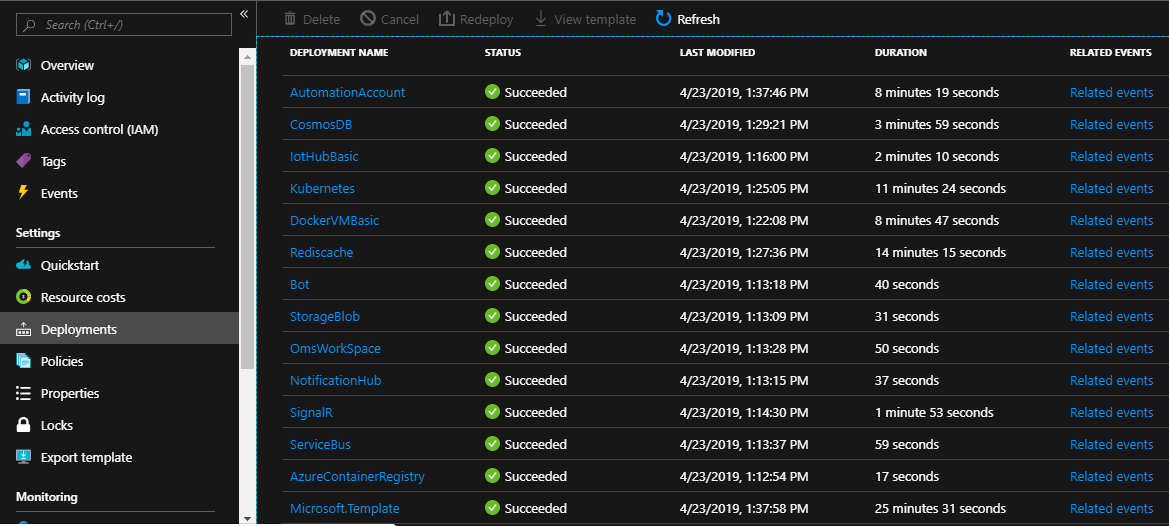 Search (Ctrl+/)
«
Overview
Activity log
Access control (IAM)
Tags
Events
Settings
Quickstart
Resource costs
Deployments
Policies
Properties
Locks
Export template
Monitoring
Delete Cancel Redeploy View template Refresh
DEPLOYMENT NAME STATUS LAST MODIFIED DURATION RELATED EVENTS
AutomationAccount Succeeded 4/23/2019, 1:37:46 PM 8 minutes 19 seconds Related events
CosmosDB Succeeded 4/23/2019, 1:29:21 PM 3 minutes 59 seconds Related events
IotHubBasic Succeeded 4/23/2019, 1:16:00 PM 2 minutes 10 seconds Related events
Kubernetes Succeeded 4/23/2019, 1:25:05 PM 11 minutes 24 seconds Related events
DockerVMBasic Succeeded 4/23/2019, 1:22:08 PM 8 minutes 47 seconds Related events
Rediscache Succeeded 4/23/2019, 1:27:36 PM 14 minutes 15 seconds Related events
Bot Succeeded 4/23/2019, 1:13:18 PM 40 seconds Related events
StorageBlob Succeeded 4/23/2019, 1:13:09 PM 31 seconds Related events
OmsWorkSpace Succeeded 4/23/2019, 1:13:28 PM 50 seconds Related events
NotificationHub Succeeded 4/23/2019, 1:13:15 PM 37 seconds Related events
SignalR Succeeded 4/23/2019, 1:14:30 PM 1 minute 53 seconds Related events
ServiceBus Succeeded 4/23/2019, 1:13:37 PM 59 seconds Related events
AzureContainerRegistry Succeeded 4/23/2019, 1:12:54 PM 17 seconds Related events
Microsoft.Template Succeeded 4/23/2019, 1:37:58 PM 25 minutes 31 seconds Related events